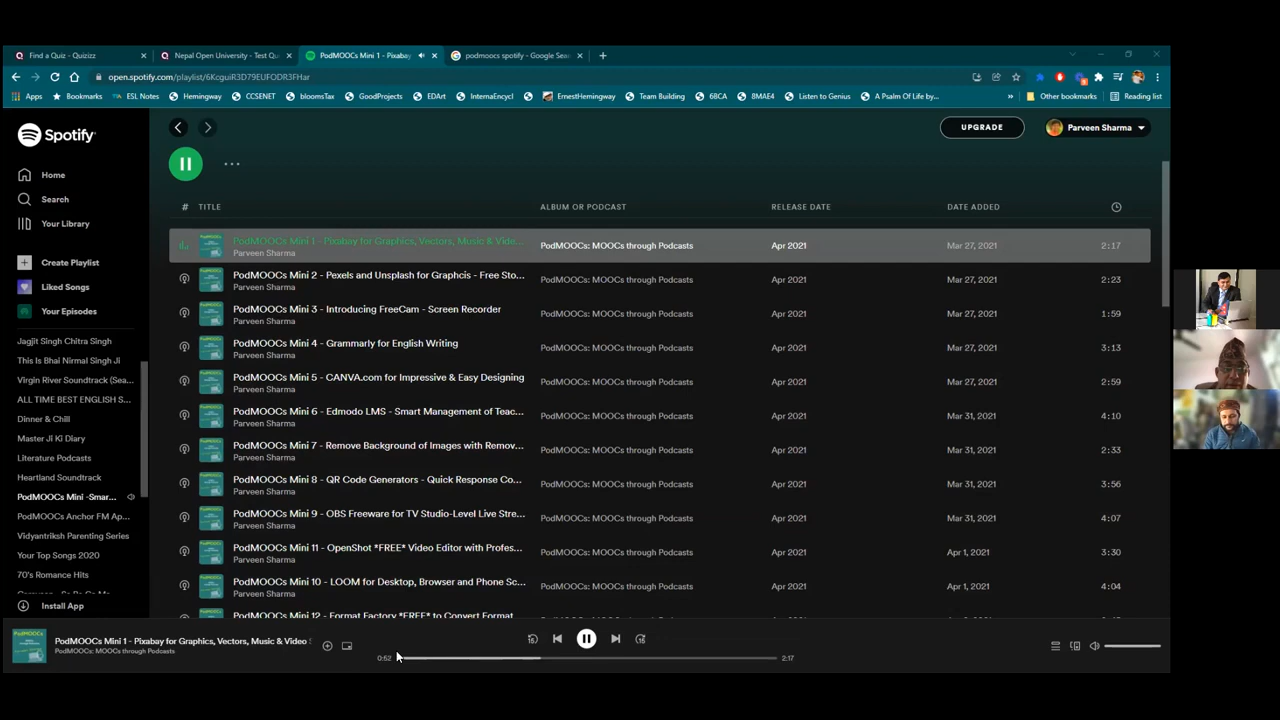 Find a Quiz - Quizizz
Nepal Open University - Test Qu
PodMOOCs Mini 1 - Pixabay
podmoocs spotify - Google Sea
open.spotify.com/playlist/6KcguiR3D79EUFODR3FHar
Apps Bookmarks ESL Notes Hemingway CCSENET bloomsTax GoodProjects EDArt InternaEncycl ErnestHemingway Team Building 6BCA 8MAE4 Listen to Genius A Psalm Of Life by... » Other bookmarks Reading list
Spotify
UPGRADE
Parveen Sharma
Home
Search
Your Library
Create Playlist
Liked Songs
Your Episodes
Jagjit Singh Chitra Singh
This Is Bhai Nirmal Singh Ji
Virgin River Soundtrack (Sea...
ALL TIME BEST ENGLISH S...
Dinner & Chill
Master JI KI Diary
Literature Podcasts
Heartland Soundtrack
PodMOOCs Mini -Smar...
PodMOOCs Anchor FM Ap...
Vidyantriksh Parenting Series
Your Top Songs 2020
70's Romance Hits
Install App
# TITLE ALBUM OR PODCAST RELEASE DATE DATE ADDED
PodMOOCs Mini 1 - Pixabay for Graphics, Vectors, Music & Vide...
Parveen Sharma
PodMOOCs: MOOCs through Podcasts Apr 2021 Mar 27, 2021 2:17
PodMOOCs Mini 2 - Pexels and Unsplash for Graphcis - Free Sto...
Parveen Sharma
PodMOOCs: MOOCs through Podcasts Apr 2021 Mar 27, 2021 2:23
PodMOOCs Mini 3 - Introducing FreeCam - Screen Recorder
Parveen Sharma
PodMOOCs: MOOCs through Podcasts Apr 2021 Mar 27, 2021 1:59
PodMOOCs Mini 4 - Grammarly for English Writing
Parveen Sharma
PodMOOCs: MOOCs through Podcasts Apr 2021 Mar 27, 2021 3:13
PodMOOCs Mini 5 - CANVA.com for Impressive & Easy Designing
Parveen Sharma
PodMOOCs: MOOCs through Podcasts Apr 2021 Mar 27, 2021 2:59
PodMOOCs Mini 6 - Edmodo LMS - Smart Management of Teac...
Parveen Sharma
PodMOOCs: MOOCs through Podcasts Apr 2021 Mar 31, 2021 4:10
PodMOOCs Mini 7 - Remove Background of Images with Remov...
Parveen Sharma
PodMOOCs: MOOCs through Podcasts Apr 2021 Mar 31, 2021 2:33
PodMOOCs Mini 8 - QR Code Generators - Quick Response Co...
Parveen Sharma
PodMOOCs: MOOCs through Podcasts Apr 2021 Mar 31, 2021 3:56
PodMOOCs Mini 9 - OBS Freeware for TV Studio-Level Live Stre...
Parveen Sharma
PodMOOCs: MOOCs through Podcasts Apr 2021 Mar 31, 2021 4:07
PodMOOCs Mini 11 - OpenShot *FREE* Video Editor with Profes...
Parveen Sharma
PodMOOCs: MOOCs through Podcasts Apr 2021 Apr 1, 2021 3:30
PodMOOCs Mini 10 - LOOM for Desktop, Browser and Phone Sc...
Parveen Sharma
PodMOOCs: MOOCs through Podcasts Apr 2021 Apr 1, 2021 4:04
PodMOOCs Mini 12 - Format Factory *FREE* to Convert Format
PodMOOCs
PodMOOCs Mini 1 - Pixabay for Graphics, Vectors, Music & Video
PodMOOCs: MOOCs through Podcasts
0:52
2:17